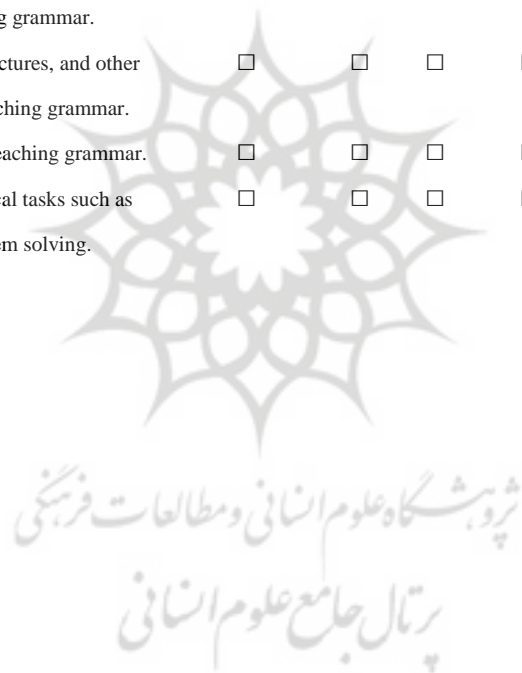 g grammar.
ctures, and other ☐ ☐ ☐
ching grammar.
eaching grammar. ☐ ☐ ☐
cal tasks such as ☐ ☐ ☐
em solving.
پژوهشگاه علوم انسانی و مطالعات فرهنگی
پرتال جامع علوم انسانی